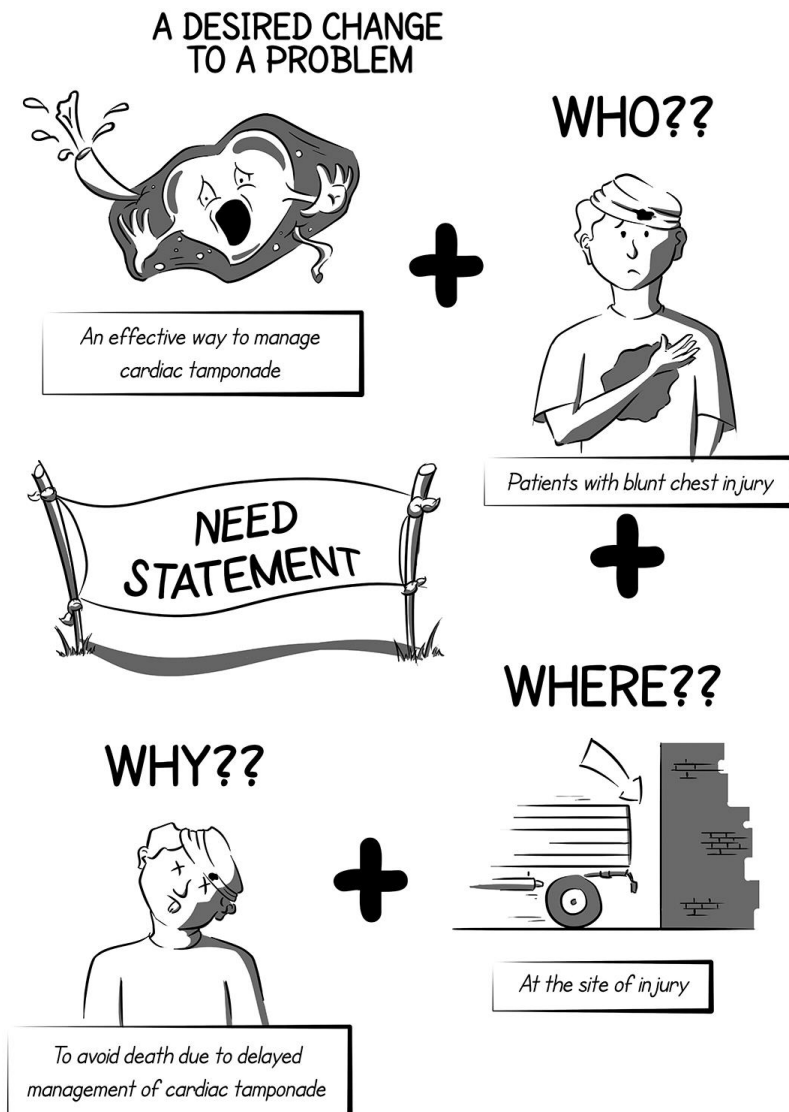 A DESIRED CHANGE
TO A PROBLEM
An effective way to manage
cardiac tamponade
WHO??
Patients with blunt chest injury
NEED
STATEMENT
WHERE??
At the site of injury
WHY??
To avoid death due to delayed
management of cardiac tamponade